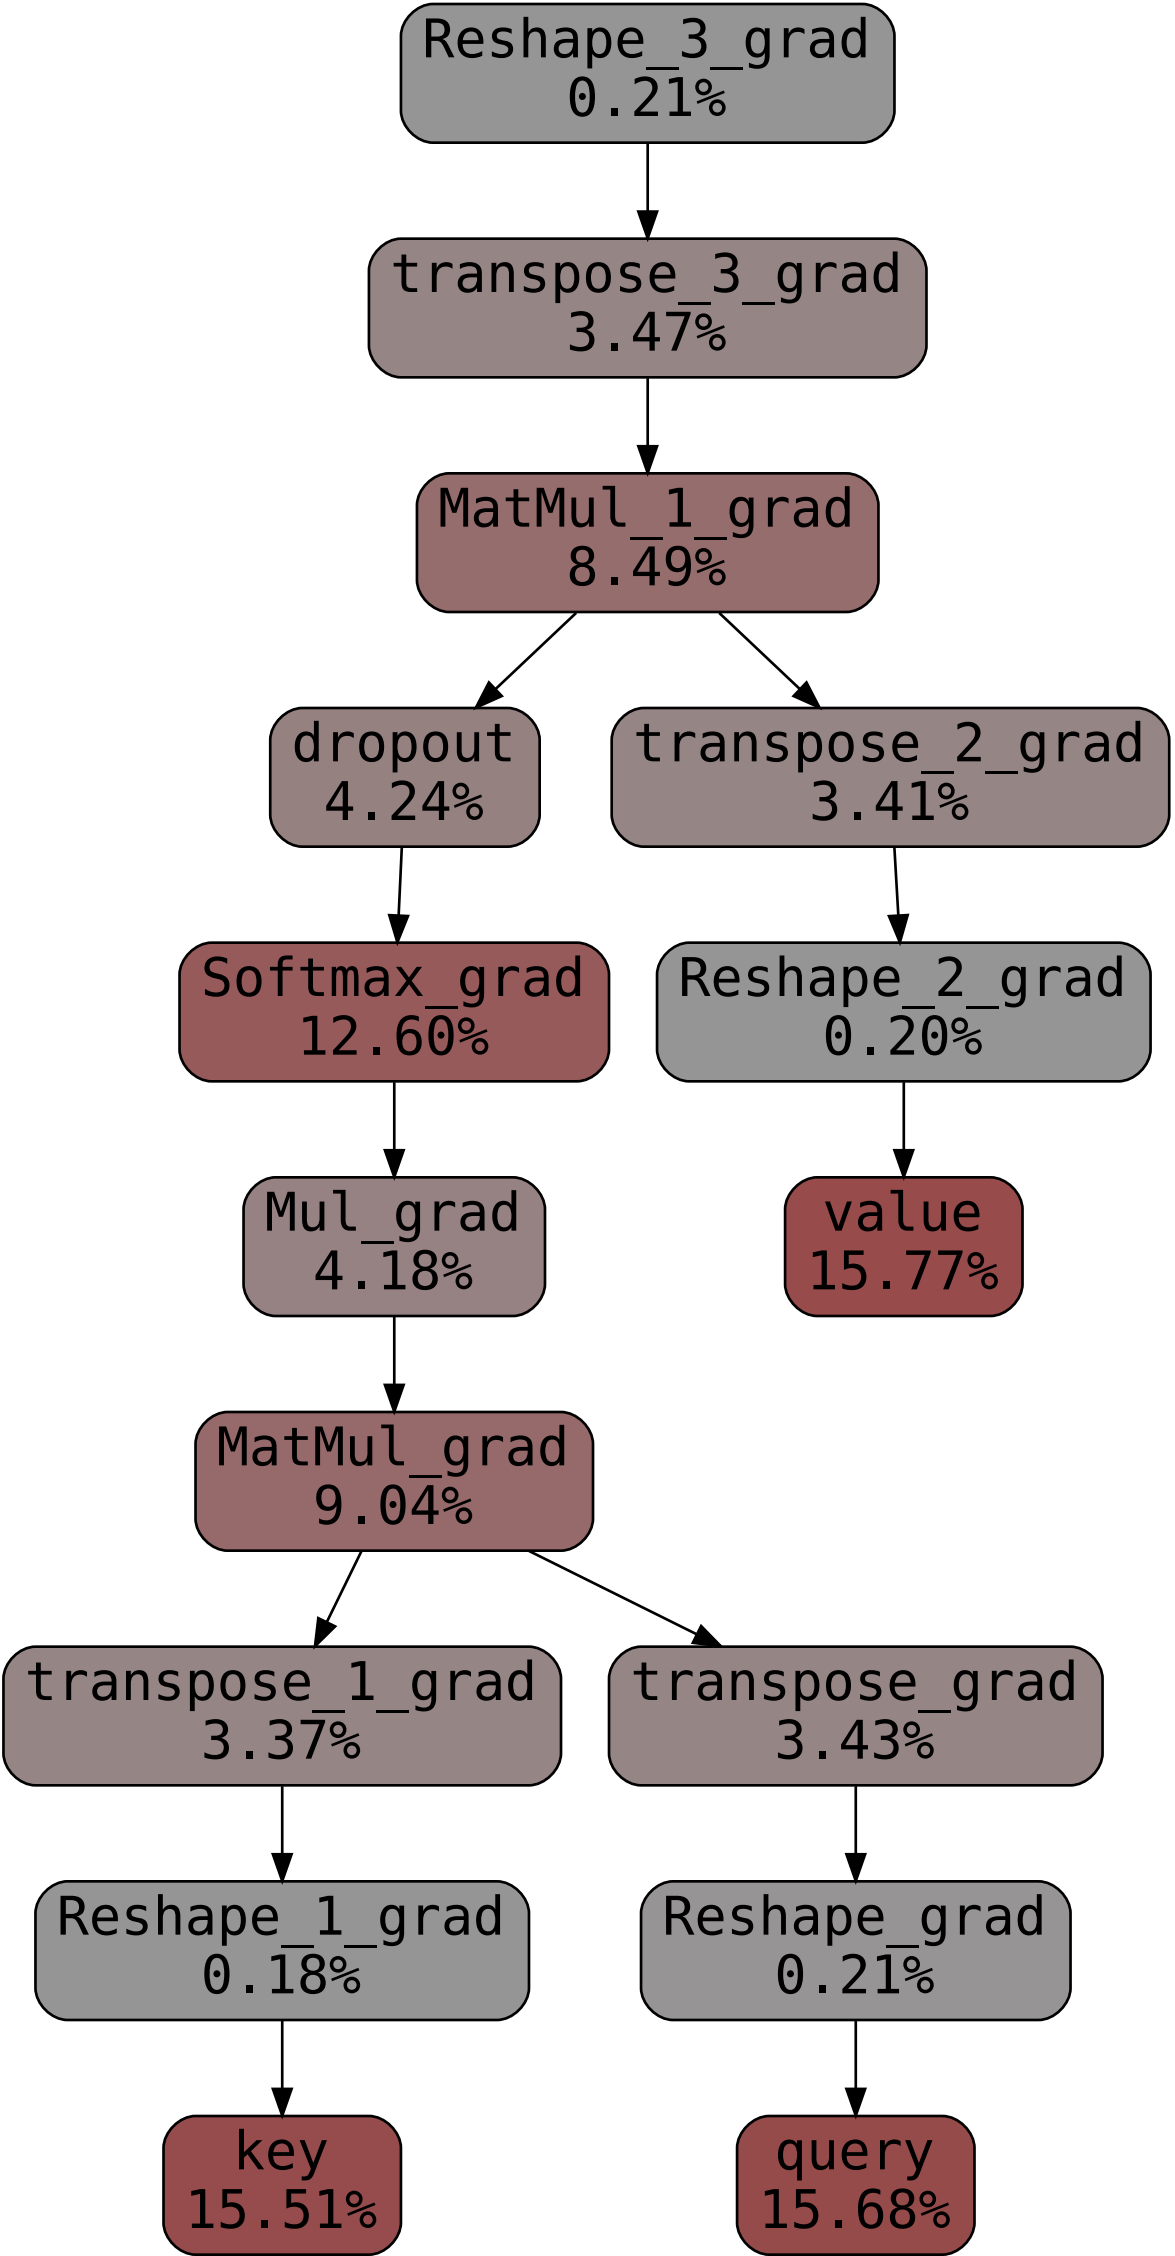 Reshape_3_grad
0.21%
transpose_3_grad
3.47%
MatMul_1_grad
8.49%
dropout
4.24%
transpose_2_grad
3.41%
Softmax_grad
12.60%
Reshape_2_grad
0.20%
Mul_grad
4.18%
value
15.77%
MatMul_grad
9.04%
transpose_1_grad
3.37%
transpose_grad
3.43%
Reshape_1_grad
0.18%
Reshape_grad
0.21%
key
15.51%
query
15.68%